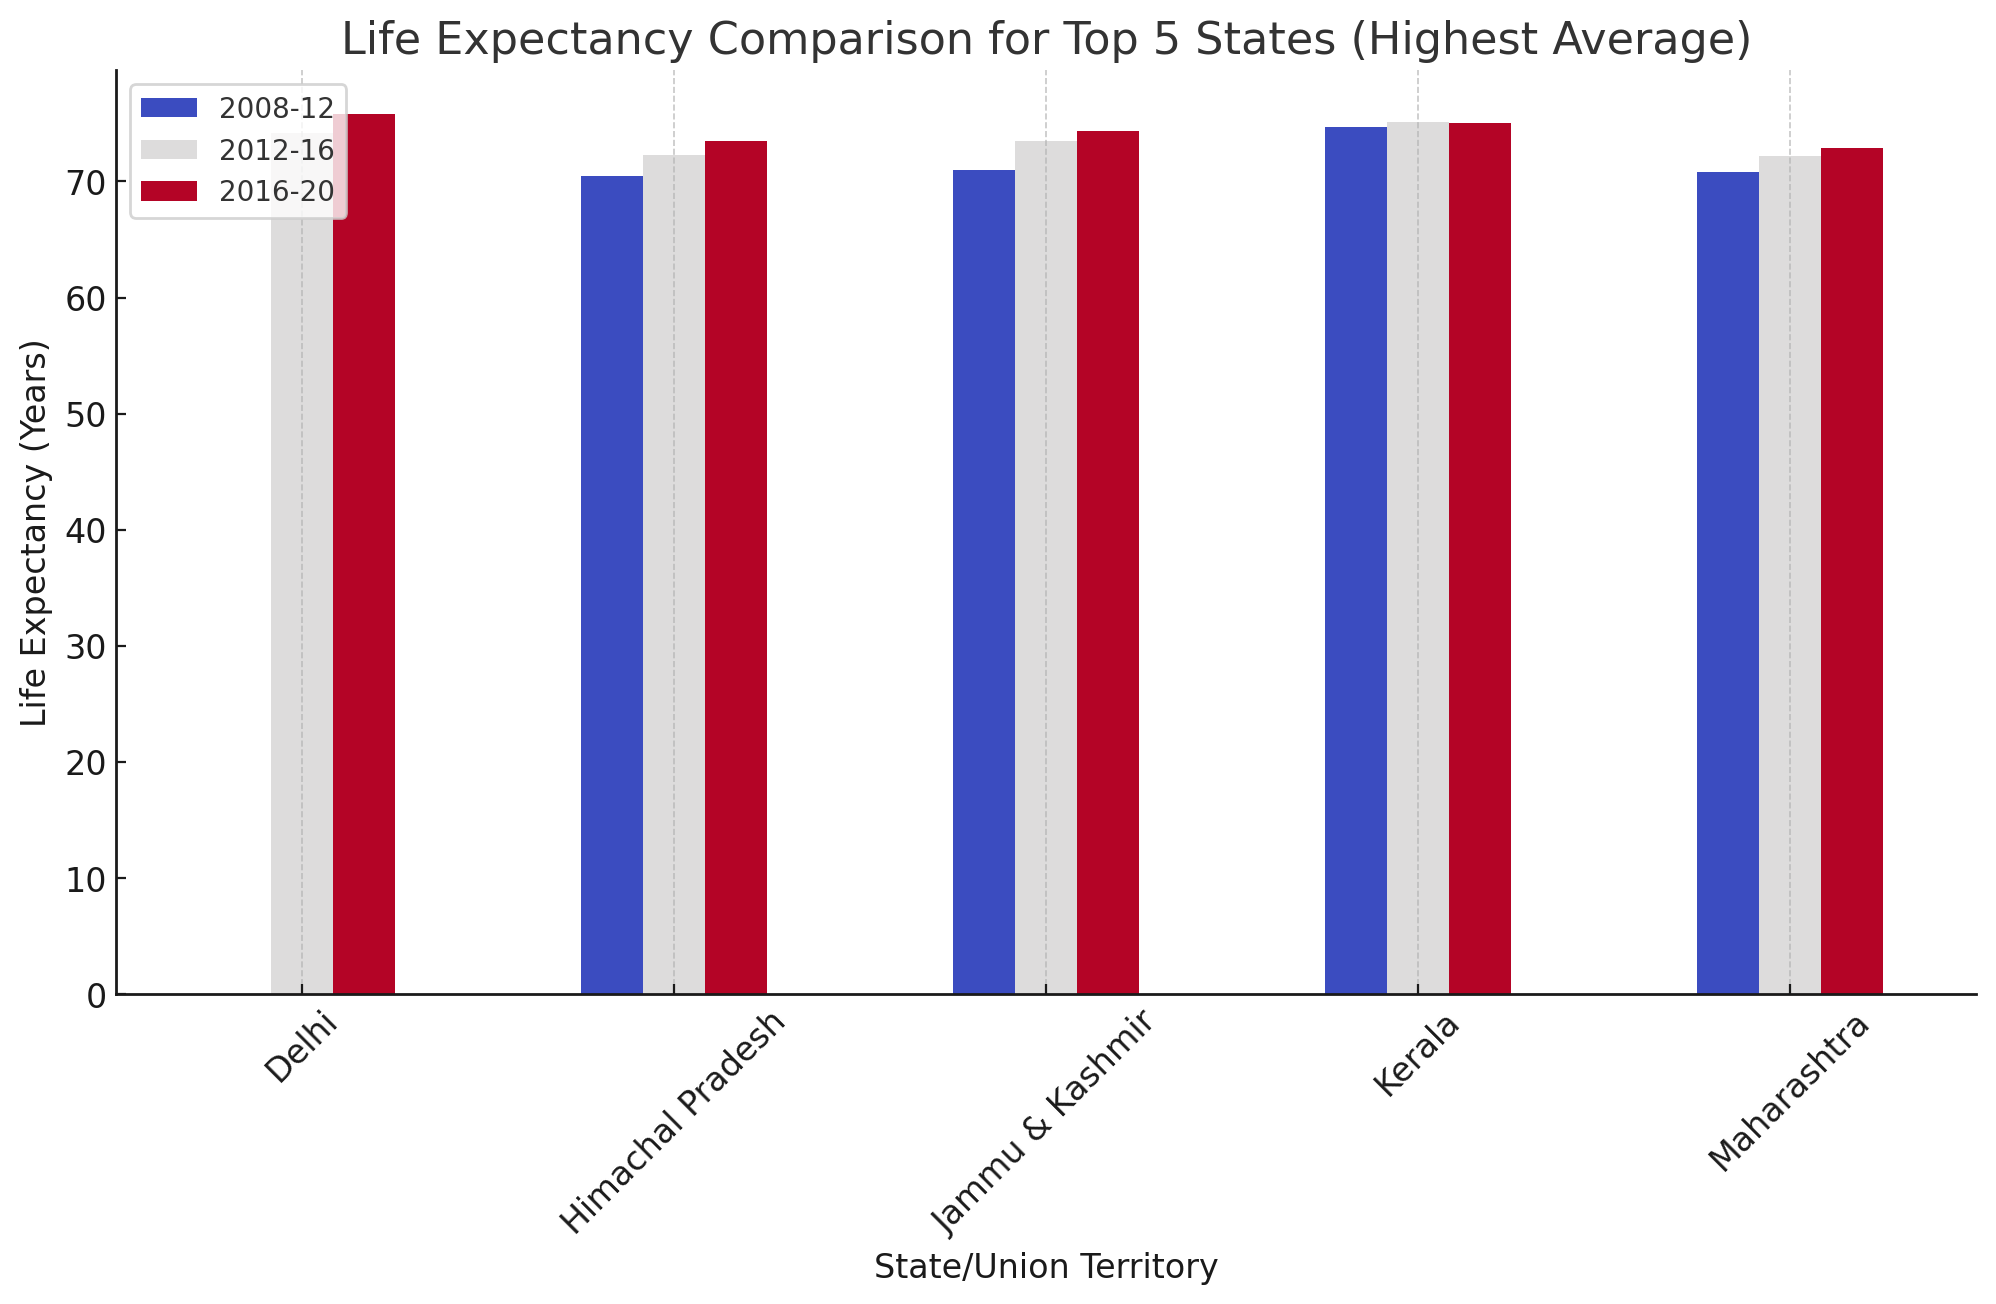 Life Expectancy Comparison for Top 5 States (Highest Average)
2008-12
2012-16
2016-20
70
60
50
40
30
20
10
0
Life Expectancy (Years)
Delhi
Himachal Pradesh
Jammu & Kashmir
Kerala
Maharashtra
State/Union Territory